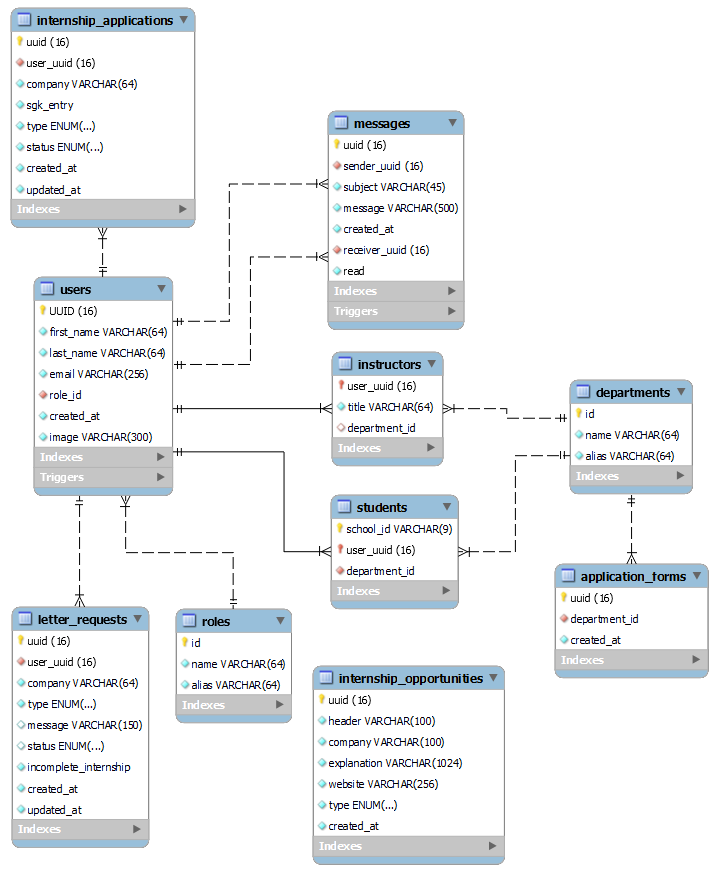 internship_applications
uuid (16)
user_uuid (16)
company VARCHAR(64)
sgk_entry
type ENUM(...)
status ENUM(...)
created_at
updated_at
Indexes
messages
uuid (16)
sender_uuid (16)
subject VARCHAR(45)
message VARCHAR(500)
created_at
receiver_uuid (16)
read
Indexes
Triggers
users
UUID (16)
first_name VARCHAR(64)
last_name VARCHAR(64)
email VARCHAR(256)
role_id
created_at
image VARCHAR(300)
Indexes
Triggers
instructors
user_uuid (16)
title VARCHAR(64)
department_id
Indexes
departments
id
name VARCHAR(64)
alias VARCHAR(64)
Indexes
students
school_id VARCHAR(9)
user_uuid (16)
department_id
Indexes
application_forms
uuid (16)
department_id
created_at
Indexes
letter_requests
uuid (16)
user_uuid (16)
company VARCHAR(64)
type ENUM(...)
message VARCHAR(150)
status ENUM(...)
incomplete_internship
created_at
updated_at
Indexes
roles
id
name VARCHAR(64)
alias VARCHAR(64)
Indexes
internship_opportunities
uuid (16)
header VARCHAR(100)
company VARCHAR(100)
explanation VARCHAR(1024)
website VARCHAR(256)
type ENUM(...)
created_at
Indexes